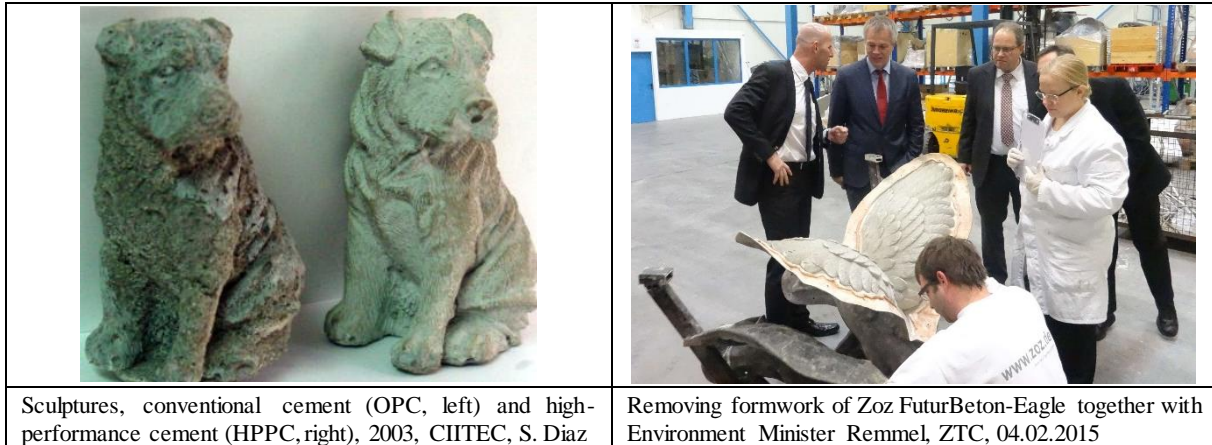 www.zoz.de
Sculptures, conventional cement (OPC, left) and high-
performance cement (HPPC, right), 2003, CIITEC, S. Diaz
Removing formwork of Zoz FuturBeton-Eagle together with
Environment Minister Remmel, ZTC, 04.02.2015